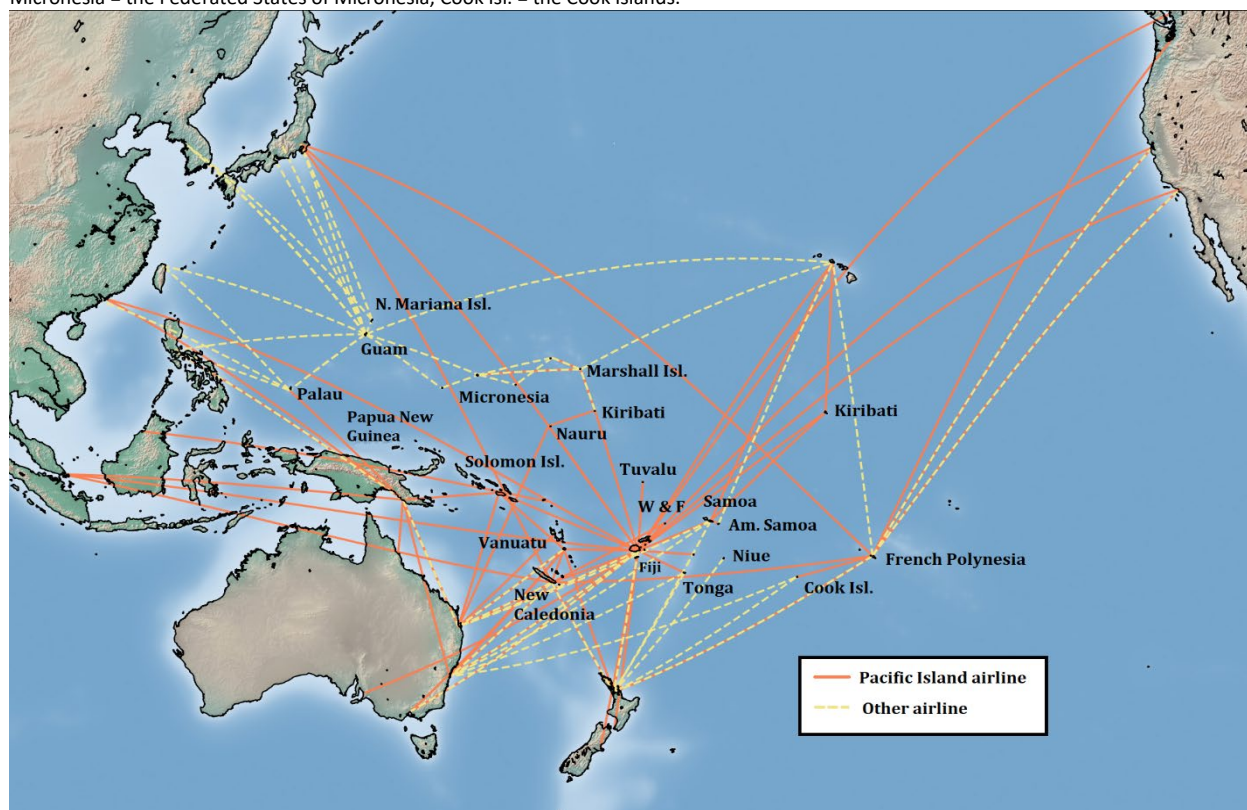 Micronesia = the Federated States of Micronesia, Cook Isl. = the Cook Islands.
N. Mariana Isl.
Guam
Marshall Isl.
Palau
Micronesia
Kiribati
Kiribati
Papua New
Guinea
Nauru
Solomon Isl.
Tuvalu
W & F
Samoa
Am. Samoa
Vanuatu
Fiji
Niue
French Polynesia
Tonga
Cook Isl.
New
Caledonia
Pacific Island airline
Other airline